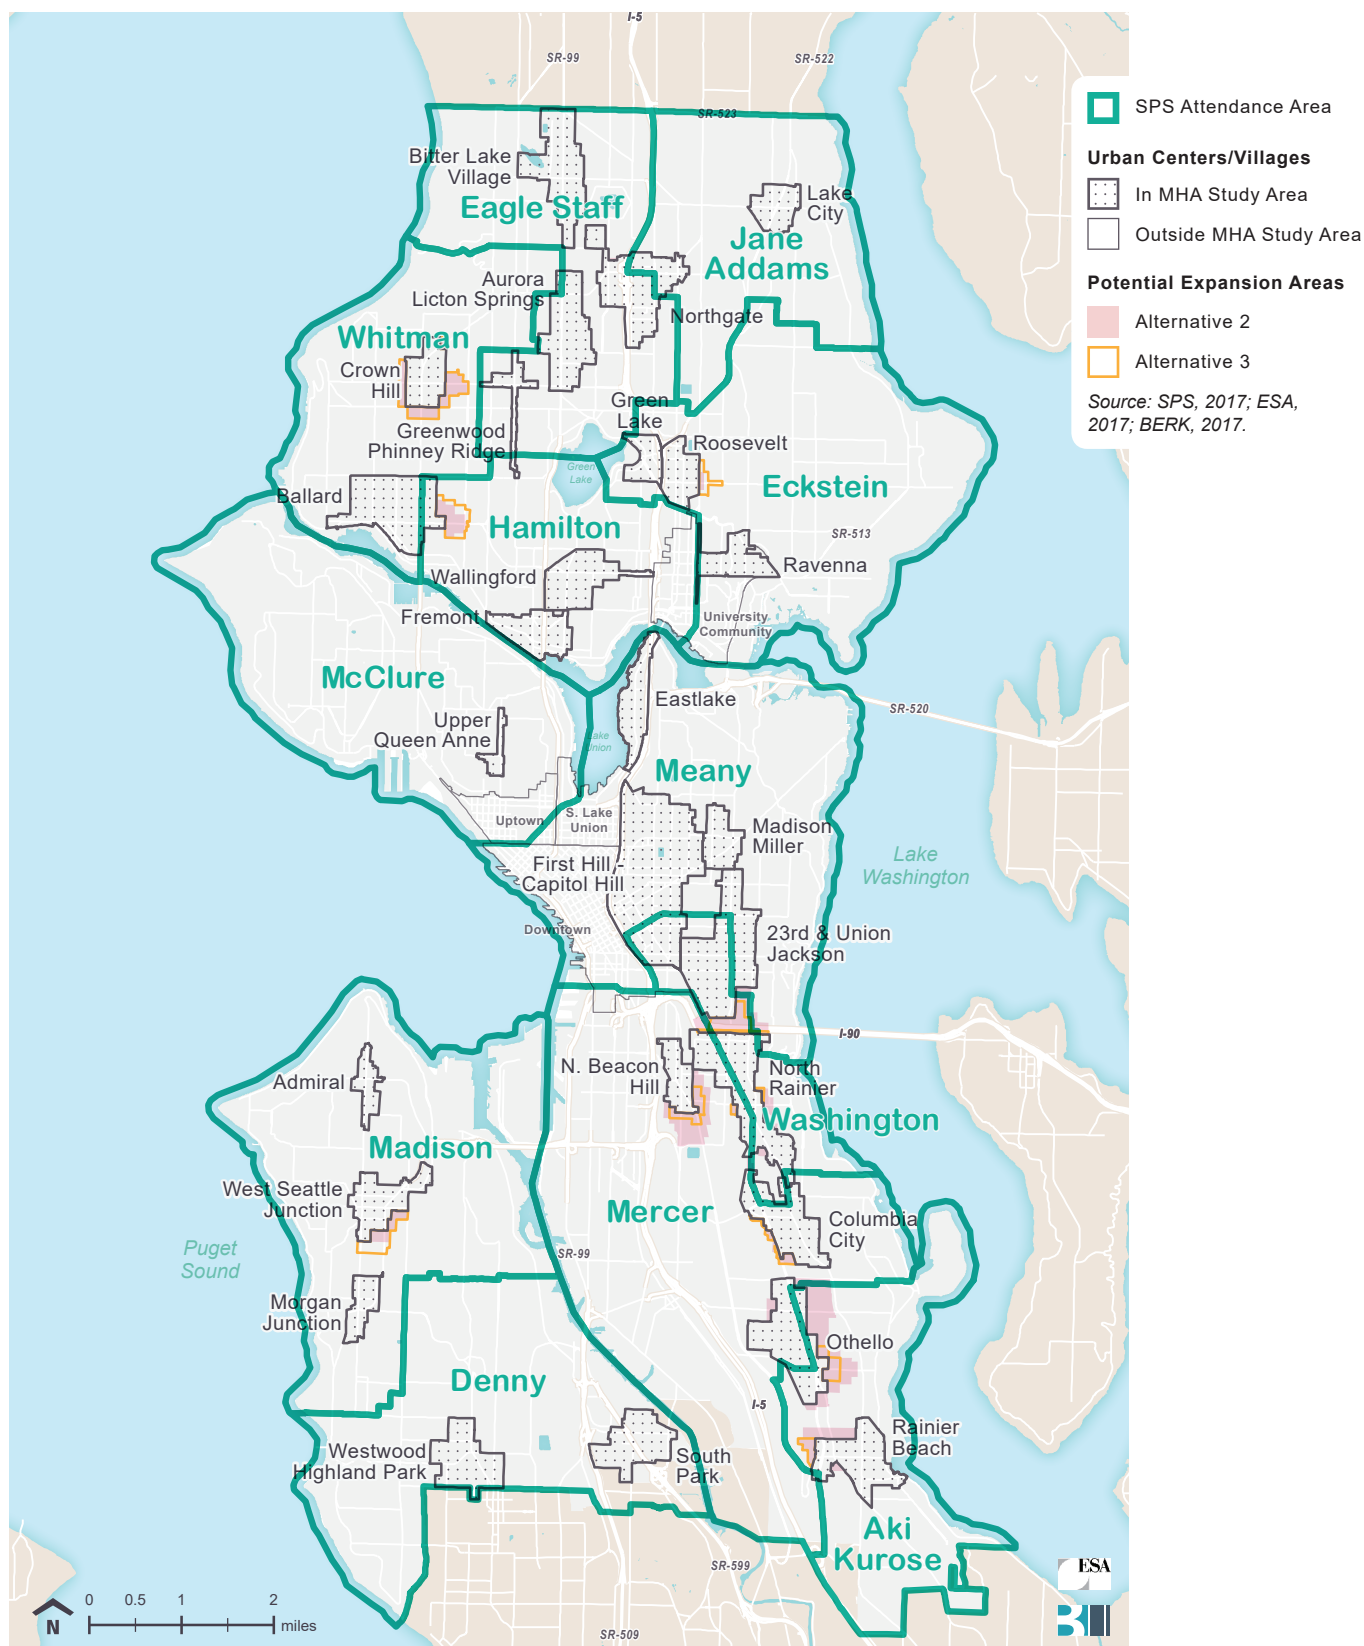 I-5
SR-99
SR-522
SR-523
SPS Attendance Area
Urban Centers/Villages
In MHA Study Area
Outside MHA Study Area
Potential Expansion Areas
Alternative 2
Alternative 3
Source: SPS, 2017; ESA,
2017; BERK, 2017.
Bitter Lake
Village
Eagle Staff
Lake
City
Jane
Addams
Aurora
Licton Springs
Northgate
Whitman
Crown
Hill
Green
Lake
Greenwood
Phinney Ridge
Roosevelt
Green
Lake
Eckstein
Ballard
Hamilton
SR-513
Ravenna
Wallingford
Fremont
University
Community
McClure
Eastlake
SR-520
Upper
Queen Anne
Lake
Union
Meany
Uptown
S. Lake
Union
Madison
Miller
Lake
Washington
First Hill -
Capitol Hill
Downtown
23rd & Union
Jackson
I-90
N. Beacon
Hill
North
Rainier
Admiral
Washington
Madison
West Seattle
Junction
Mercer
Columbia
City
Puget
Sound
SR-99
Morgan
Junction
Othello
Denny
I-5
Rainier
Beach
Westwood
Highland Park
South
Park
Aki
Kurose
SR-599
ESA
B
0 0.5 1 2
miles
N
SR-509